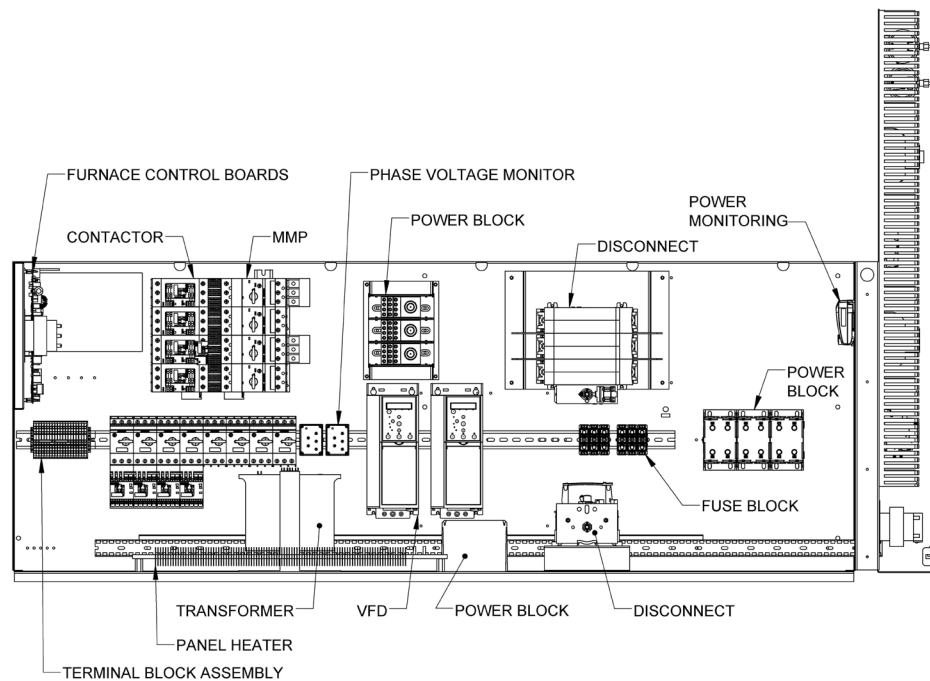 FURNACE CONTROL BOARDS
PHASE VOLTAGE MONITOR
POWER
MONITORING
POWER BLOCK
CONTACTOR
MMP
DISCONNECT
POWER
BLOCK
FUSE BLOCK
TRANSFORMER
VFD
POWER BLOCK
DISCONNECT
PANEL HEATER
TERMINAL BLOCK ASSEMBLY